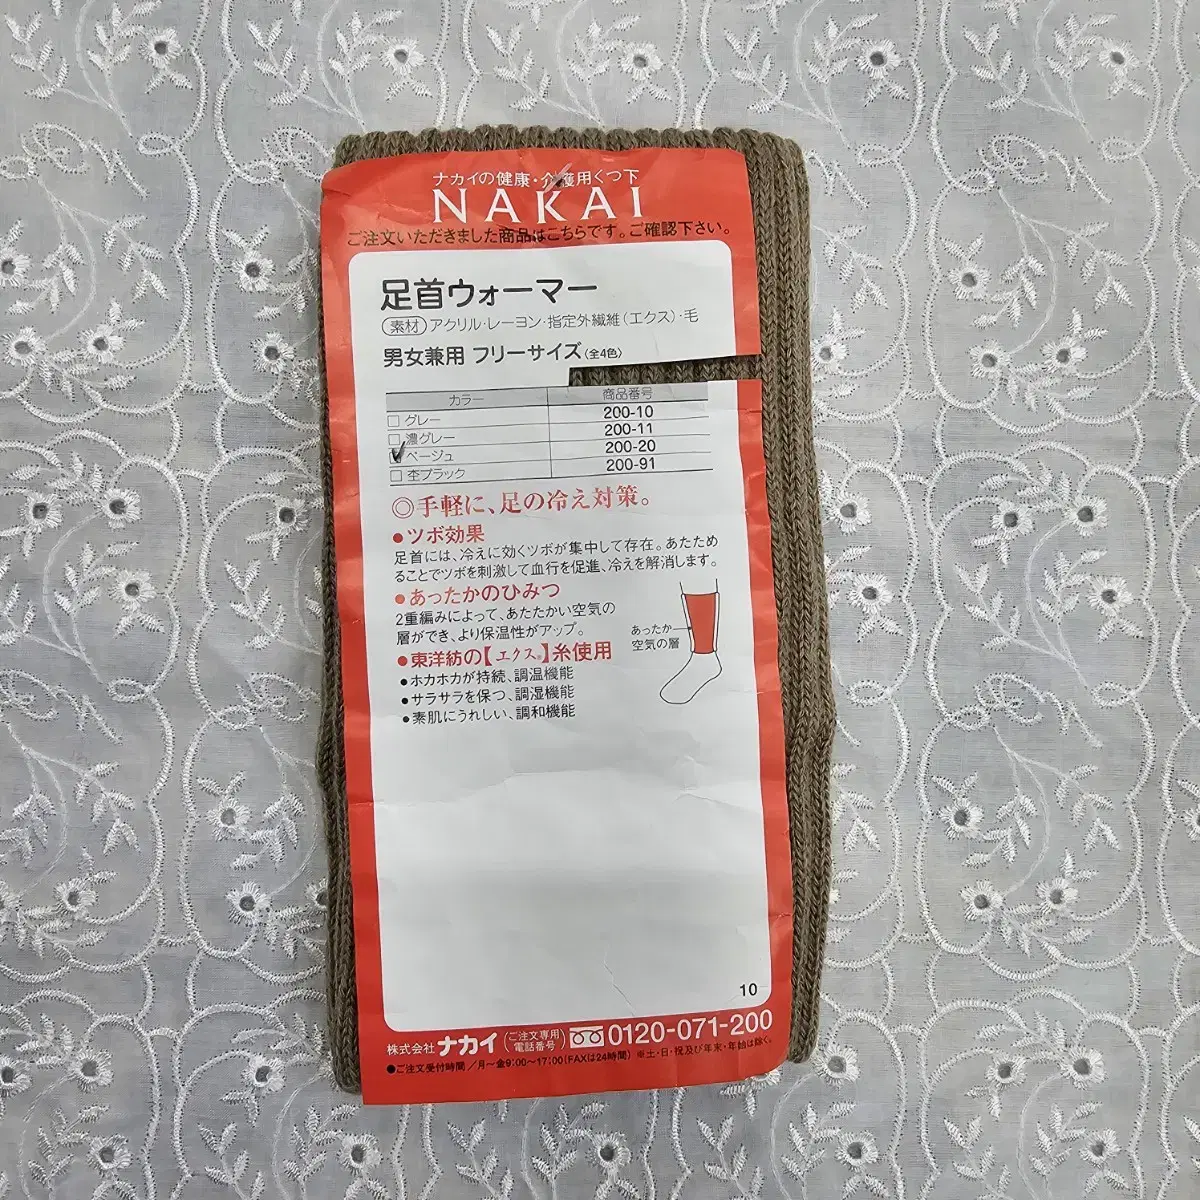 ナカイの健康・介護用くつ下
NAKAI
ご注文いただきました商品はこちらです。ご確認下さい。
足首ウォーマー
素材 アクリル・レーヨン・指定外繊維(エクス)・毛
男女兼用 フリーサイズ〈全4色〉
カラー 商品番号
□グレー 200-10
□濃グレー 200-11
ベージュ 200-20
□杢ブラック 200-91
◎手軽に、足の冷え対策。
●ツボ効果
足首には、冷えに効くツボが集中して存在。あたため
ることでツボを刺激して血行を促進、冷えを解消します。
●あったかのひみつ
2重編みによって、あたたかい空気の
層ができ、より保温性がアップ。
あったか
空気の層
●東洋紡の【エクス®】糸使用
●ホカホカが持続、調温機能
●サラサラを保つ、調湿機能
●素肌にうれしい、調和機能
10
株式会社 ナカイ (ご注文専用電話番号) 0120-071-200
●ご注文受付時間／月〜金9:00〜17:00(FAXは24時間) ※土・日・祝及び年末・年始は除く。